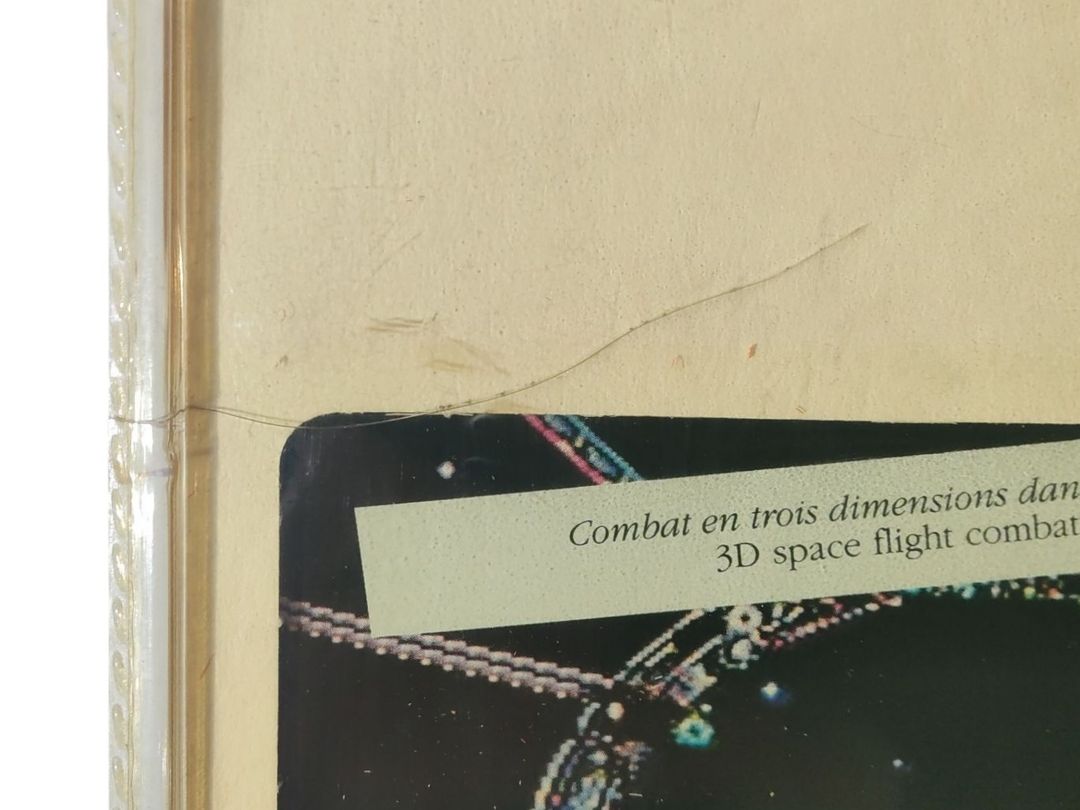 Combat en trois dimensions dan
3D space flight combat